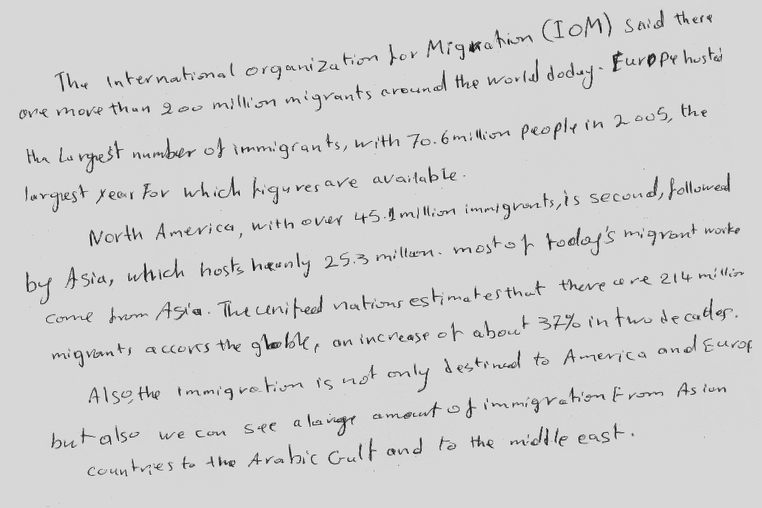 The International organization for Migration (IOM) said there
are more than 200 million migrants around the world doday. Europe hosted
the Largest number of immigrants, with 70.6 million people in 2005, the
largest year For which figures are available.
North America, with over 45.1 million immigrants, is second, followed
by Asia, which hosts 25.3 million. most of today's migrant worke
come from Asia. The united nations estimates that there are 214 million
migrants accorss the globle, an increase of about 37% in two decades.
Also, the immigration is not only destined to America and Europ
but also we can see a large amount of immigration From Asian
countries to the Arabic Gulf and to the middle east.